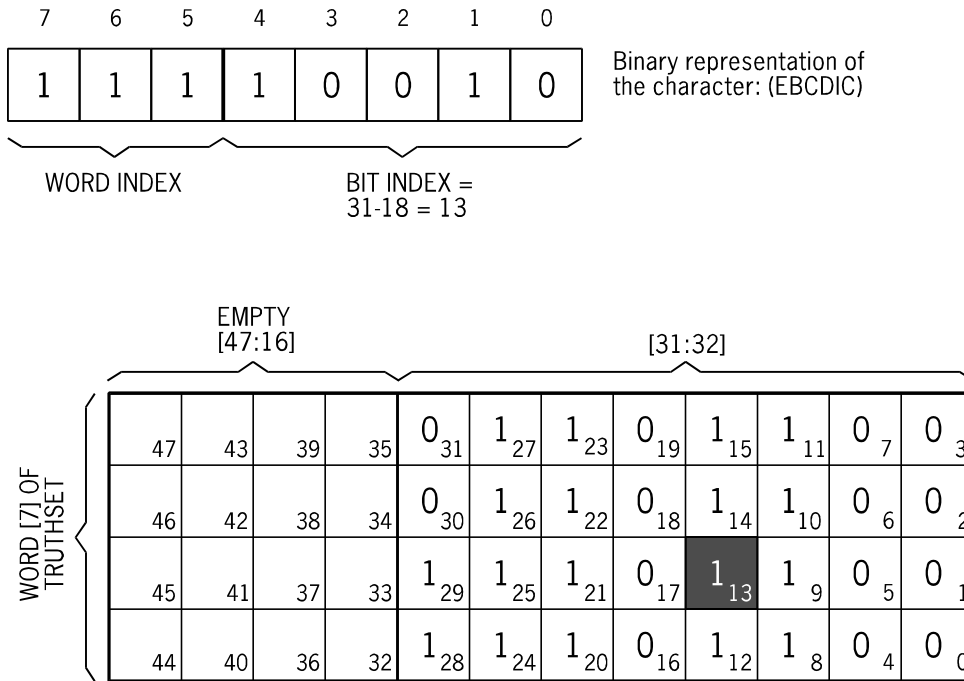 7 6 5 4 3 2 1 0
1 1 1 1 0 0 1 0
Binary representation of
the character: (EBCDIC)
WORD INDEX
BIT INDEX =
31-18 = 13
EMPTY
[47:16]
[31:32]
WORD [7] OF
TRUTHSET
47 43 39 35 0 31 1 27 1 23 0 19 1 15 1 11 0 7 0 3
46 42 38 34 0 30 1 26 1 22 0 18 1 14 1 10 0 6 0 2
45 41 37 33 1 29 1 25 1 21 0 17 1 13 1 9 0 5 0 1
44 40 36 32 1 28 1 24 1 20 0 16 1 12 1 8 0 4 0 0